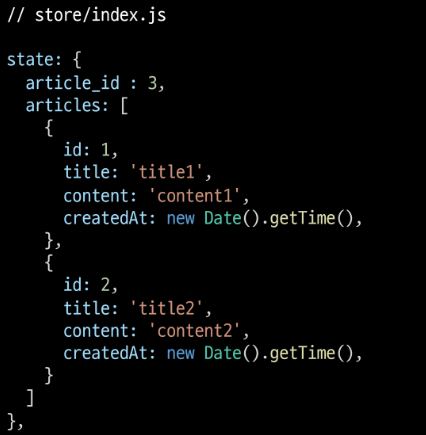 // store/index.js
state: {
article_id : 3,
articles: [
{
id: 1,
title: 'title1',
content: 'content1',
createdAt: new Date().getTime(),
},
{
id: 2,
title: 'title2',
content: 'content2',
createdAt: new Date().getTime(),
}
]
},